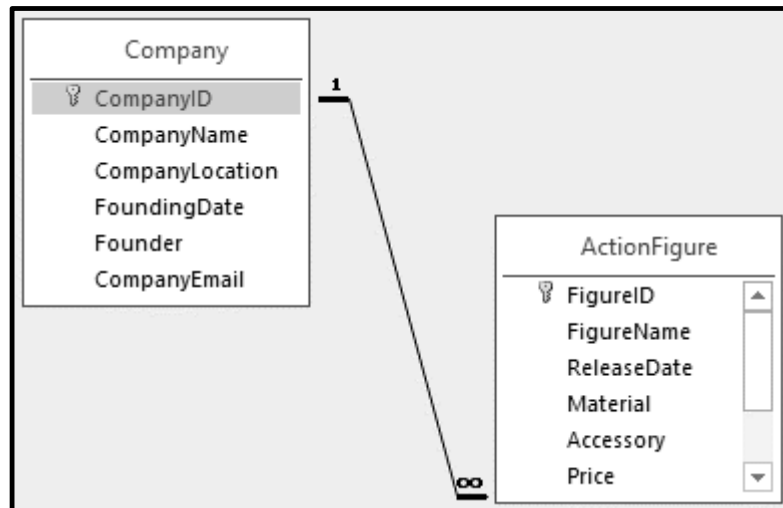 Company
CompanyID
CompanyName
CompanyLocation
FoundingDate
Founder
CompanyEmail
1
∞
ActionFigure
FigureID
FigureName
ReleaseDate
Material
Accessory
Price